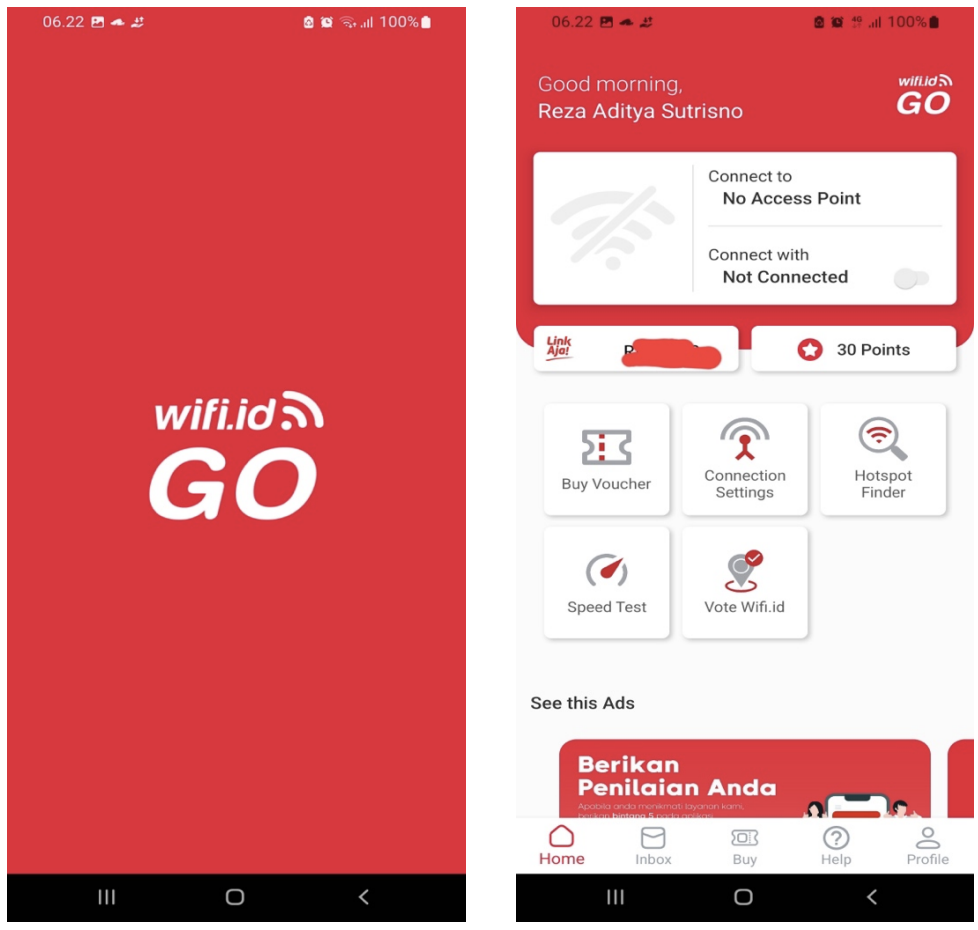 06.22
100%
wifi.id
GO
06.22
4G
100%
Good morning,
Reza Aditya Sutrisno
wifi.id
GO
Connect to
No Access Point
Connect with
Not Connected
Link
Aja!
30 Points
Buy Voucher
Connection
Settings
Hotspot
Finder
Speed Test
Vote Wifi.id
See this Ads
Berikan
Penilaian Anda
Apabila anda menikmati layanan kami,
berikan bintang 5 pada aplikasi
Home
Inbox
Buy
Help
Profile